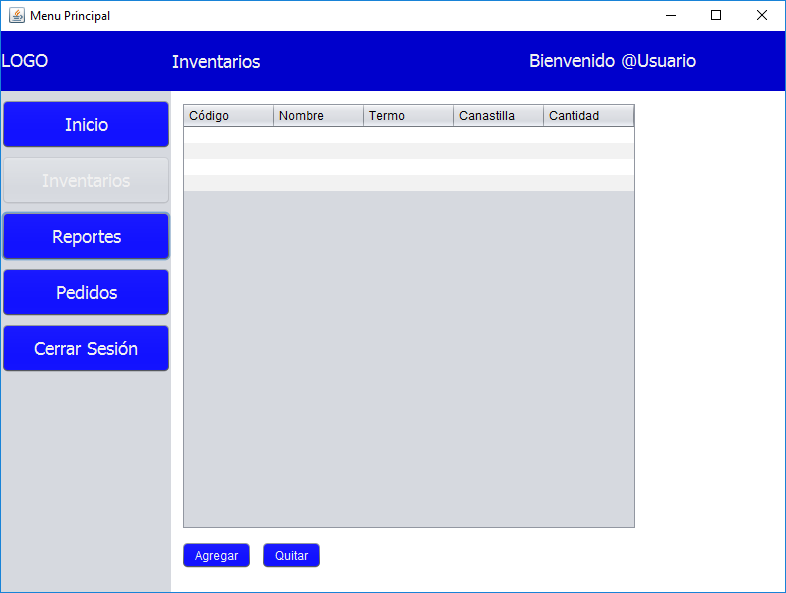 Menu Principal
LOGO
Inventarios
Bienvenido @Usuario
Inicio
Inventarios
Reportes
Pedidos
Cerrar Sesión
Código Nombre Termo Canastilla Cantidad
Agregar Quitar